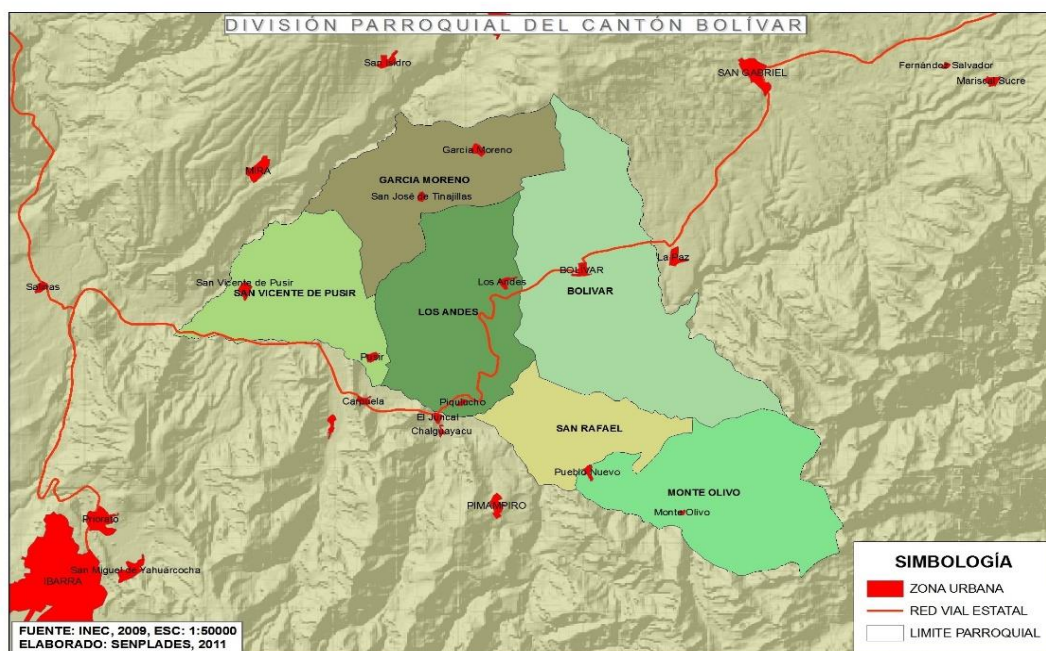 DIVISIÓN PARROQUIAL DEL CANTÓN BOLÍVAR
San Isidro
SAN GABRIEL
Fernández Salvador
Mariscal Sucre
García Moreno
MIRA
GARCIA MORENO
San José de Tinajillas
La Paz
BOLÍVAR
San Vicente de Pusir
Los Andes
Salinas
SAN VICENTE DE PUSIR
BOLIVAR
LOS ANDES
Pusir
Carpuela
Piquiucho
El Juncal
Chalguayacu
SAN RAFAEL
Pueblo Nuevo
MONTE OLIVO
PIMAMPIRO
Monte Olivo
Priorato
San Miguel de Yahuarcocha
IBARRA
SIMBOLOGÍA
ZONA URBANA
RED VIAL ESTATAL
LIMITE PARROQUIAL
FUENTE: INEC, 2009, ESC: 1:50000
ELABORADO: SENPLADES, 2011